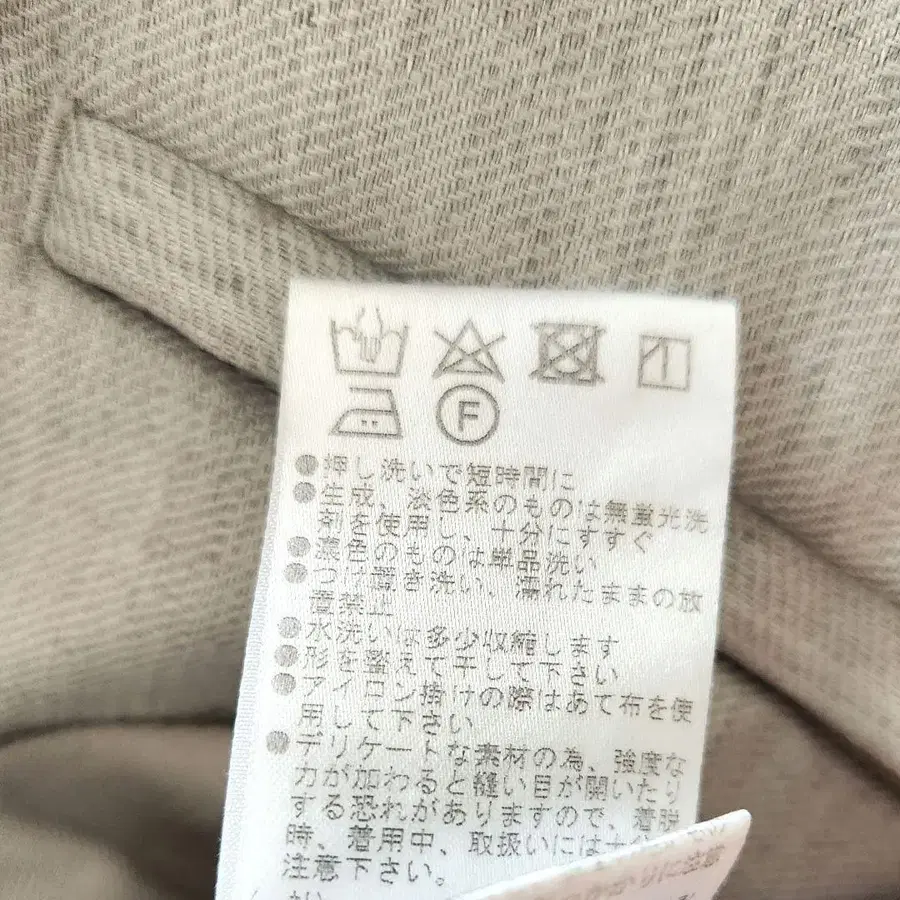 F
●押し洗いで短時間に
●生成、淡色系のものは無蛍光洗
剤を使用し、十分にすすぐ
●濃色のものは単品洗い
●つけ置き洗い、濡れたままの放
置禁止
●水洗いは多少収縮します
●形を整えて干して下さい
●アイロン掛けの際はあて布を使
用して下さい
●デリケートな素材の為、強度な
力が加わると縫い目が開いたり
する恐れがありますので、着脱
時、着用中、取扱いには十
注意下さい。